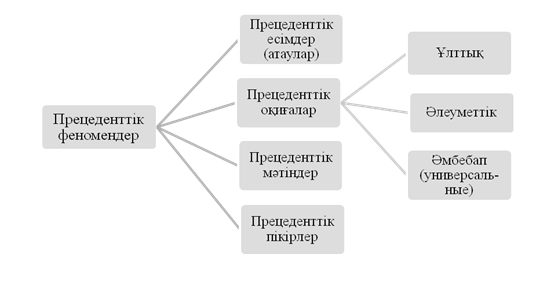 Прецеденттік
феномендер
Прецеденттік
есімдер
(атаулар)
Прецеденттік
оқиғалар
Прецеденттік
мәтіндер
Прецеденттік
пікірлер
Ұлттық
Әлеуметтік
Әмбебап
(универсаль-
ные)